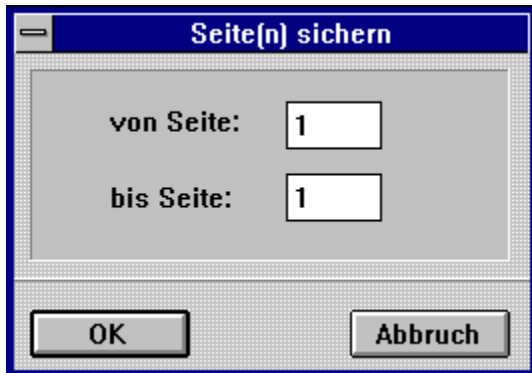 Seite(n) sichern
von Seite: 1
bis Seite: 1
OK Abbruch